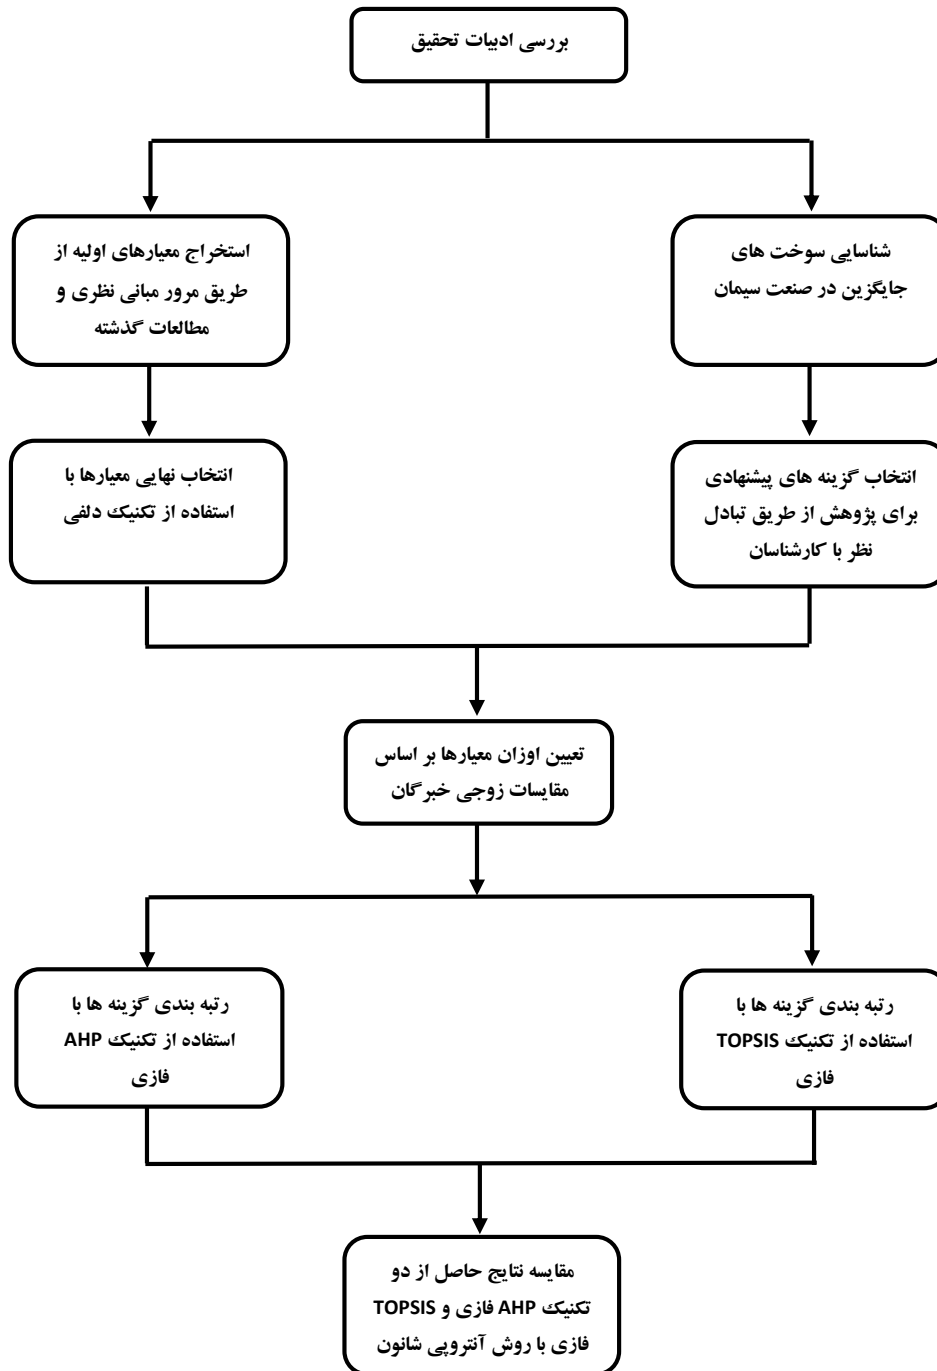 بررسی ادبیات تحقیق
شناسایی سوخت های
جایگزین در صنعت سیمان
استخراج معیارهای اولیه از
طریق مرور مبانی نظری و
مطالعات گذشته
انتخاب گزینه های پیشنهادی
برای پژوهش از طریق تبادل
نظر با کارشناسان
انتخاب نهایی معیارها با
استفاده از تکنیک دلفی
تعیین اوزان معیارها بر اساس
مقایسات زوجی خبرگان
رتبه بندی گزینه ها با
استفاده از تکنیک TOPSIS
فازی
رتبه بندی گزینه ها با
استفاده از تکنیک AHP
فازی
مقایسه نتایج حاصل از دو
تکنیک AHP فازی و TOPSIS
فازی با روش آنتروپی شانون